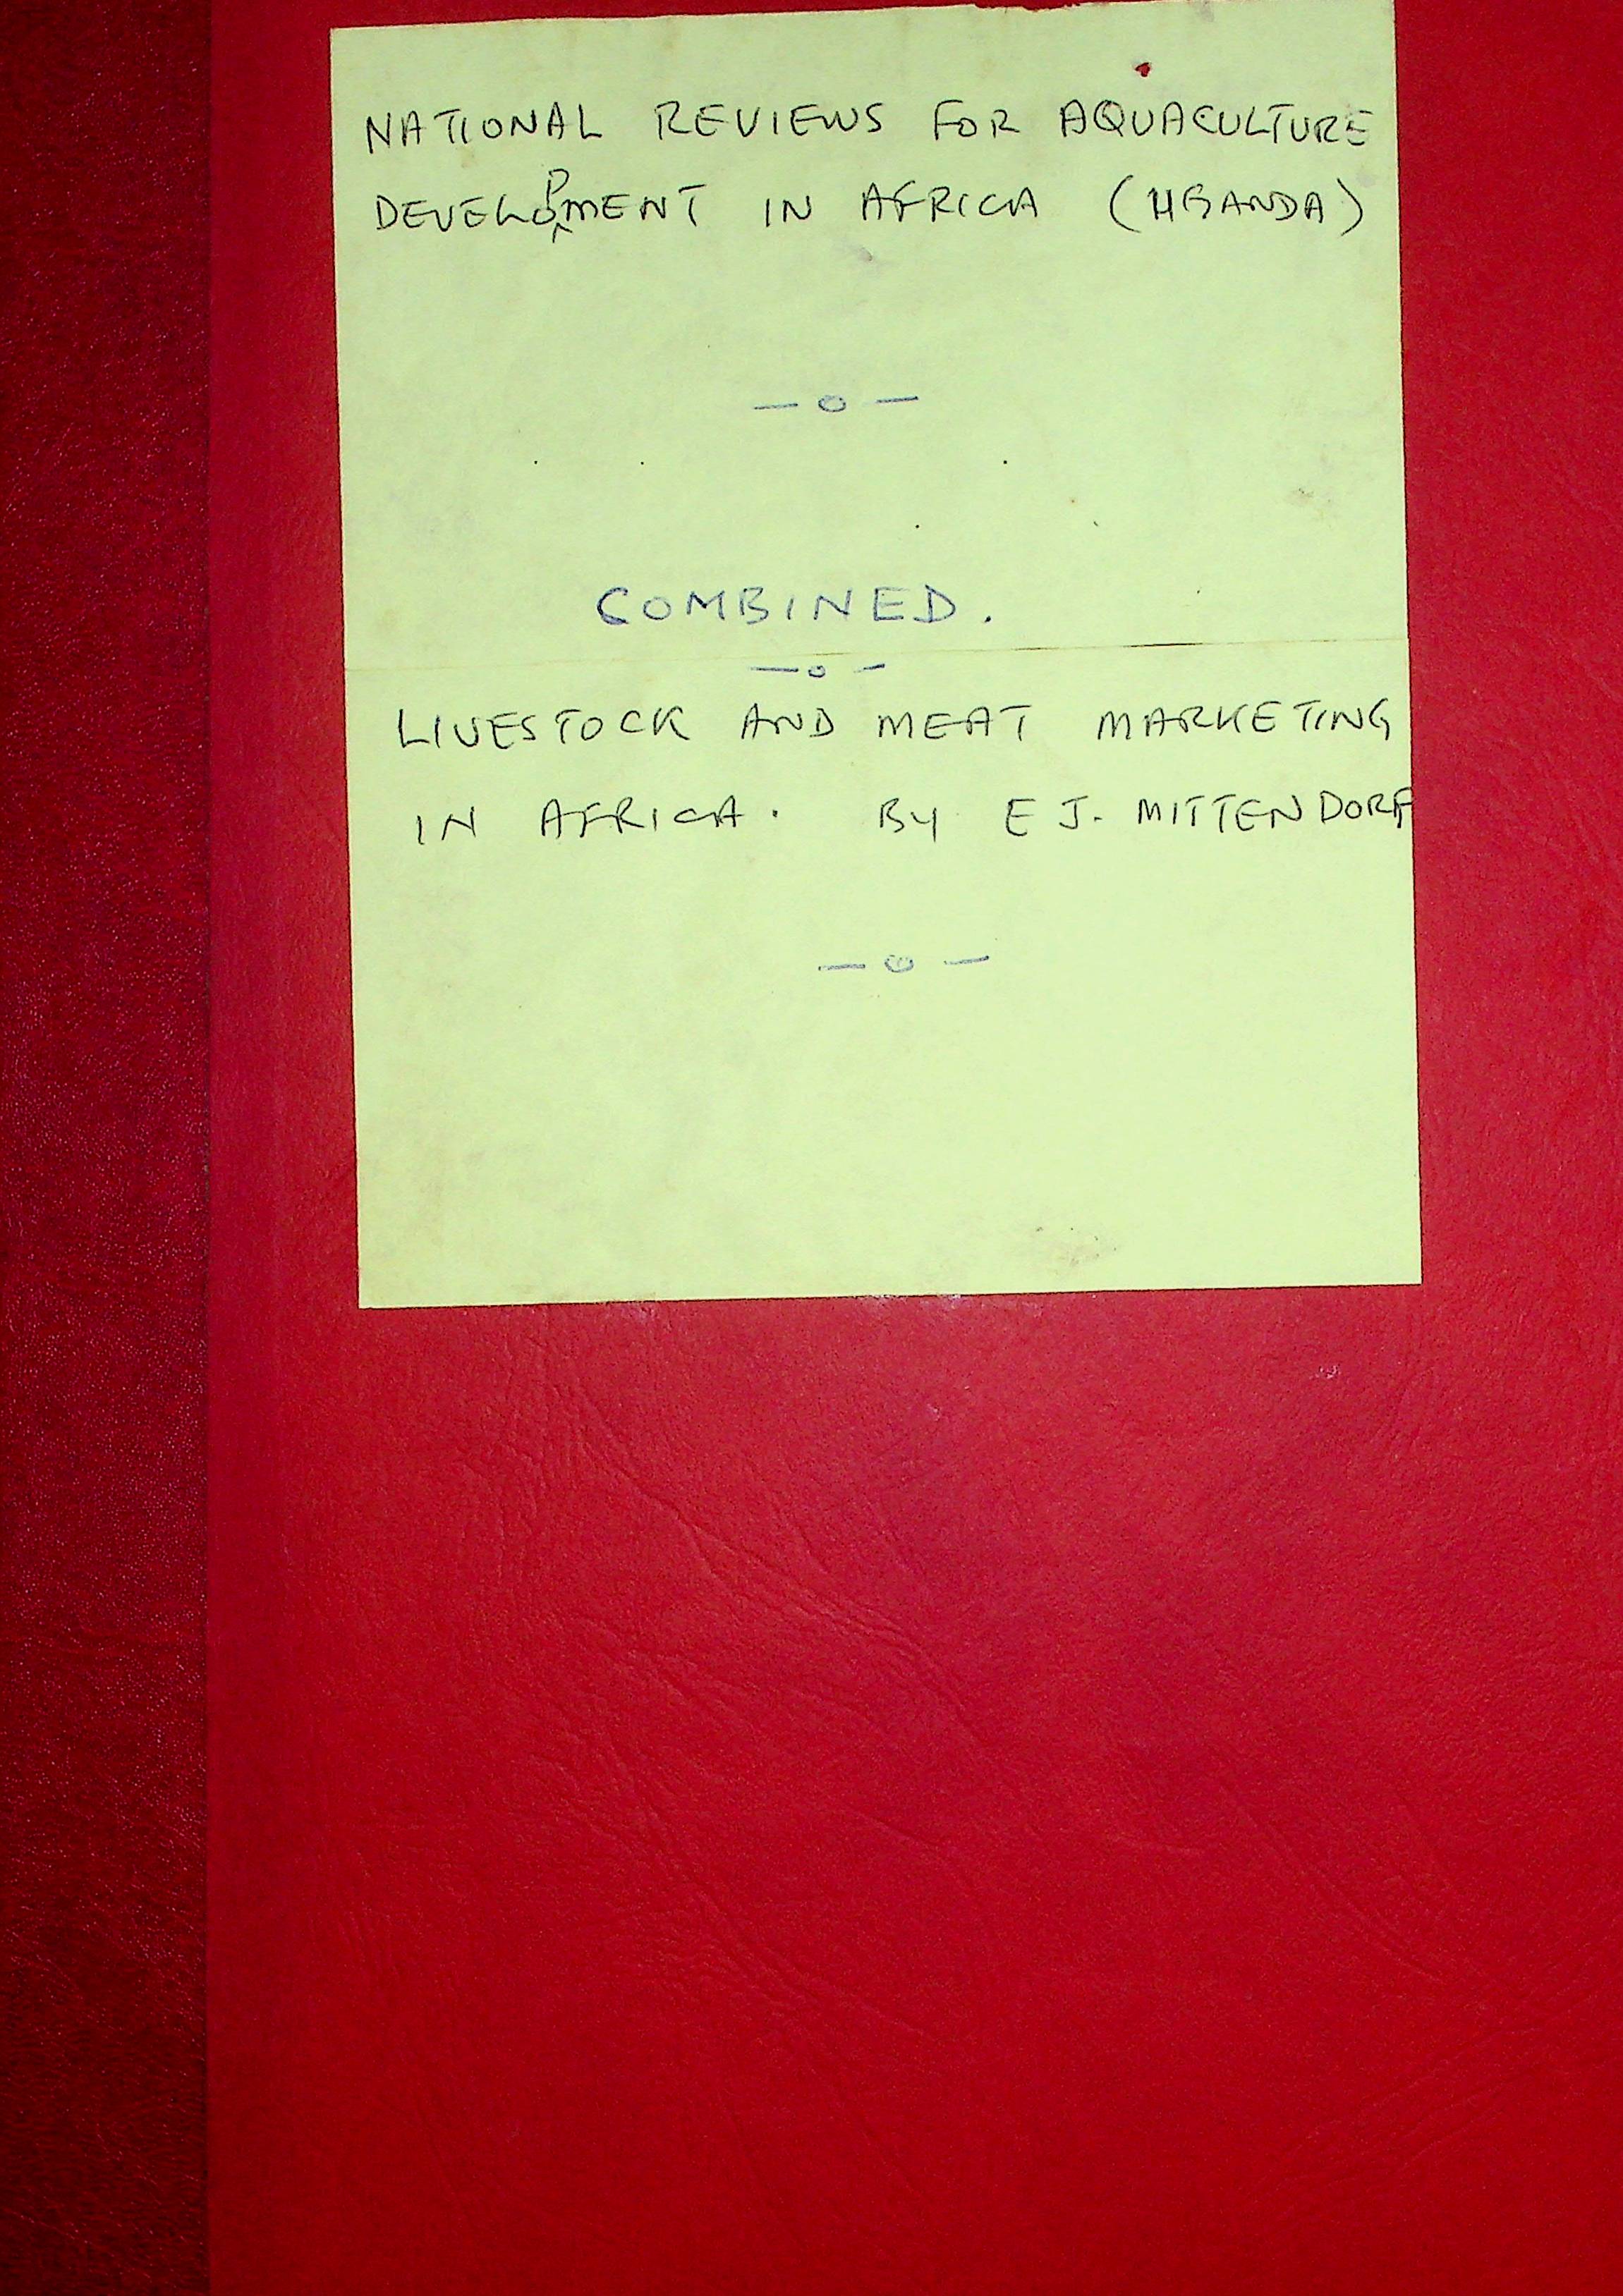 NATIONAL REVIEWS FOR AQUACULTURE
DEVELOPMENT IN AFRICA (UGANDA)
— o —
COMBINED.
— o —
LIVESTOCK AND MEAT MARKETING
IN AFRICA. BY E J. MITTENDORF
— o —